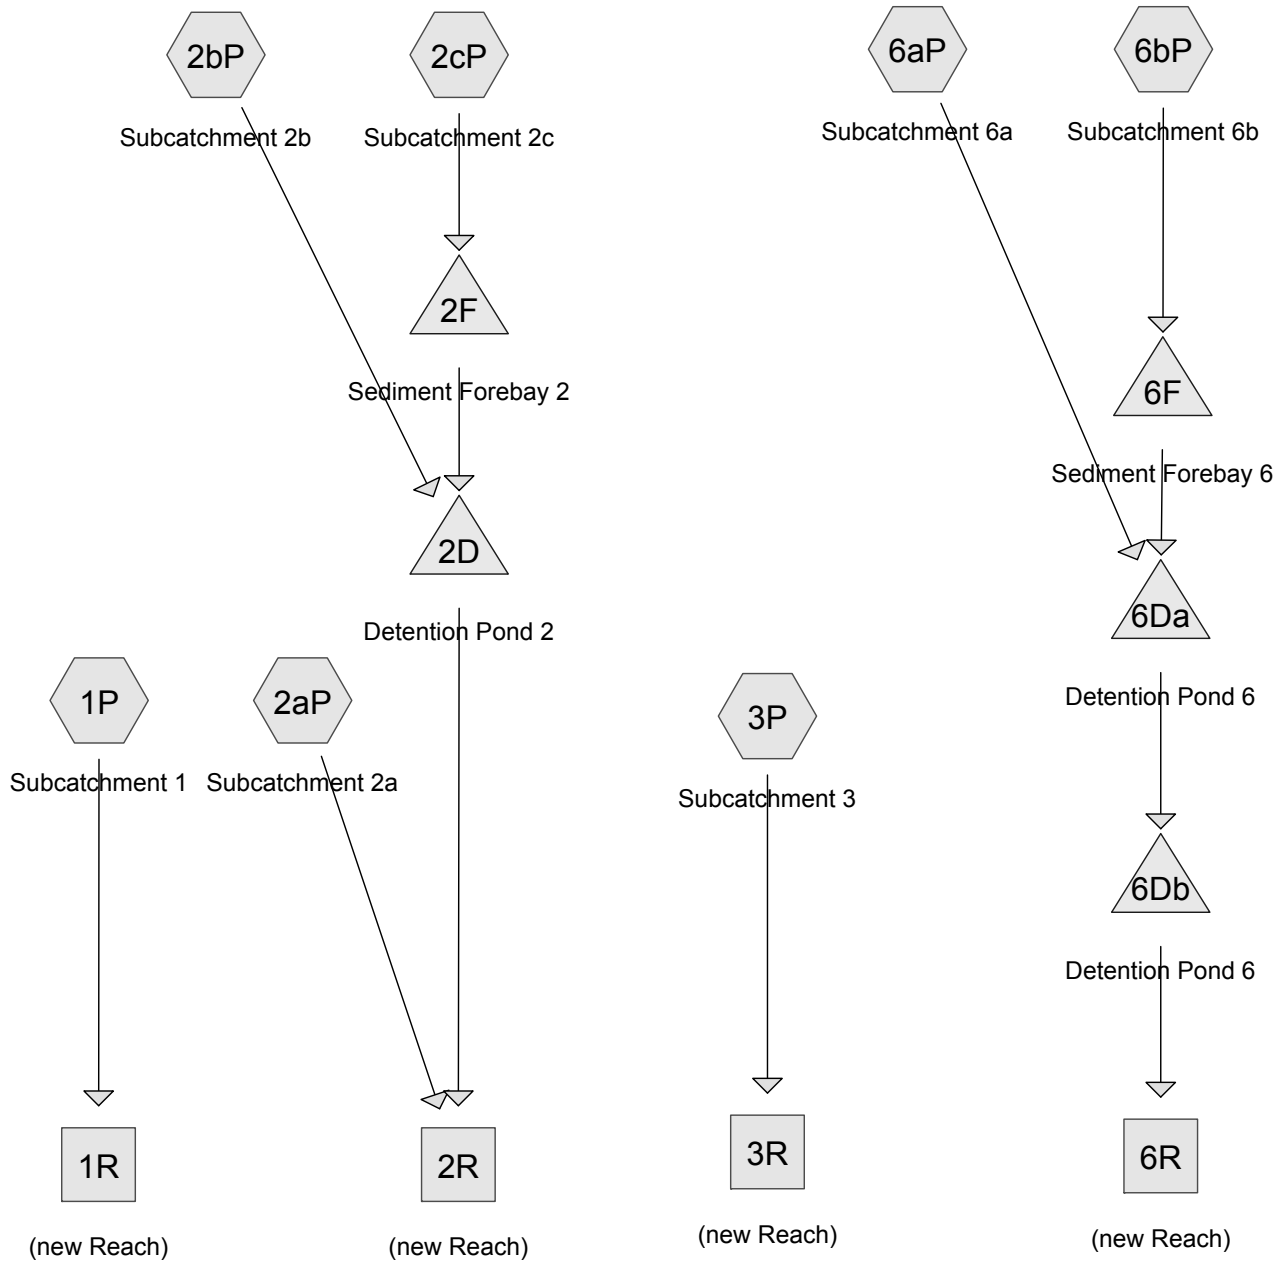 2bP
2cP
6aP
6bP
Subcatchment 2b
Subcatchment 2c
Subcatchment 6a
Subcatchment 6b
2F
Sediment Forebay 2
6F
Sediment Forebay 6
2D
Detention Pond 2
6Da
Detention Pond 6
1P
2aP
3P
Subcatchment 1
Subcatchment 2a
Subcatchment 3
6Db
Detention Pond 6
1R
2R
3R
6R
(new Reach)
(new Reach)
(new Reach)
(new Reach)